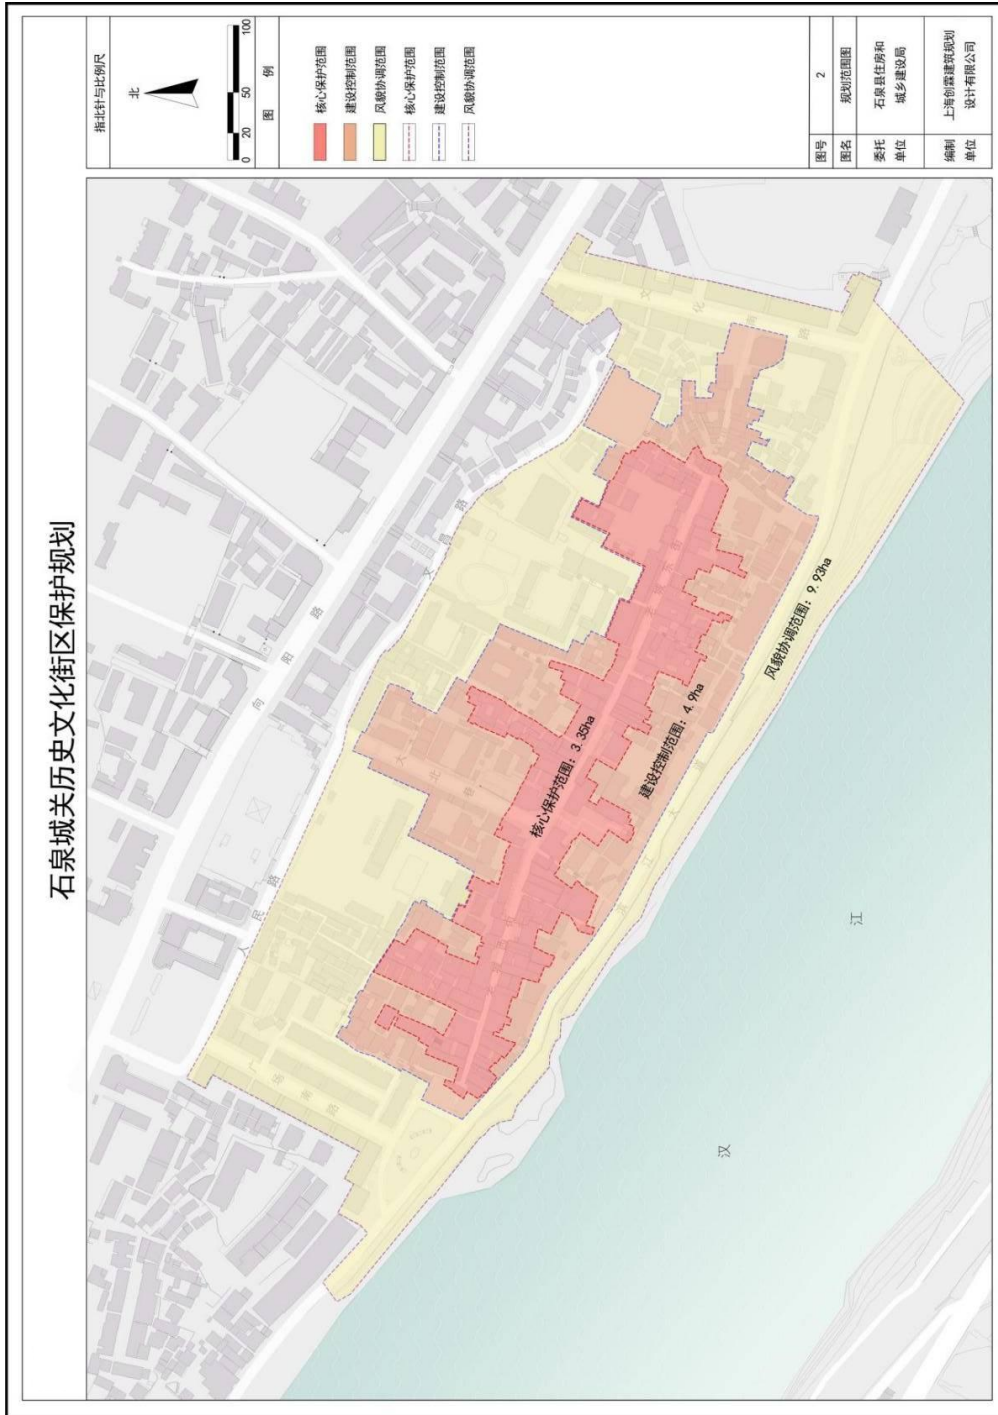 石泉城关历史文化街区保护规划
指北针与比例尺
北
0 20 50 100
图 例
核心保护范围
建设控制范围
风貌协调范围
核心保护范围
建设控制范围
风貌协调范围
图号 2
图名 规划范围图
委托单位 石泉县住房和
城乡建设局
编制单位 上海创霖建筑规划
设计有限公司
向 阳 路
人 民 路
核心保护范围：3.35ha
建设控制范围：4.9ha
风貌协调范围：9.93ha
汉 江